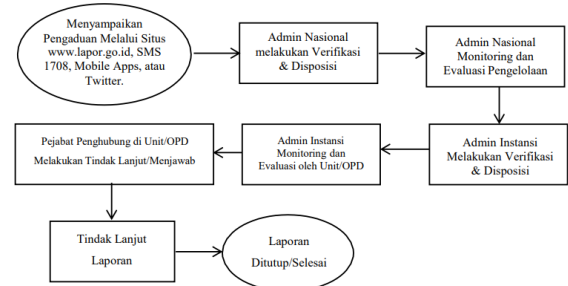 Menyampaikan
Pengaduan Melalui Situs
www.lapor.go.id, SMS
1708, Mobile Apps, atau
Twitter.
Admin Nasional
melakukan Verifikasi
& Disposisi
Admin Nasional
Monitoring dan
Evaluasi Pengelolaan
Admin Instansi
Melakukan Verifikasi
& Disposisi
Admin Instansi
Monitoring dan
Evaluasi oleh Unit/OPD
Pejabat Penghubung di Unit/OPD
Melakukan Tindak Lanjut/Menjawab
Tindak Lanjut
Laporan
Laporan
Ditutup/Selesai